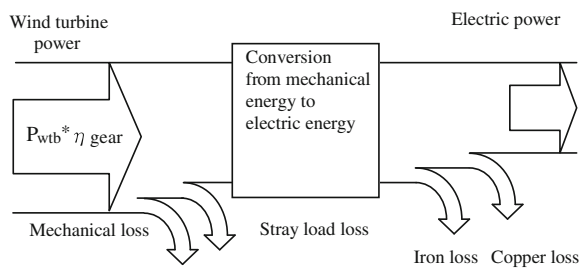 Wind turbine
power
Electric power
Conversion
from mechanical
energy to
electric energy
Pwtb* η gear
Mechanical loss
Stray load loss
Iron loss
Copper loss